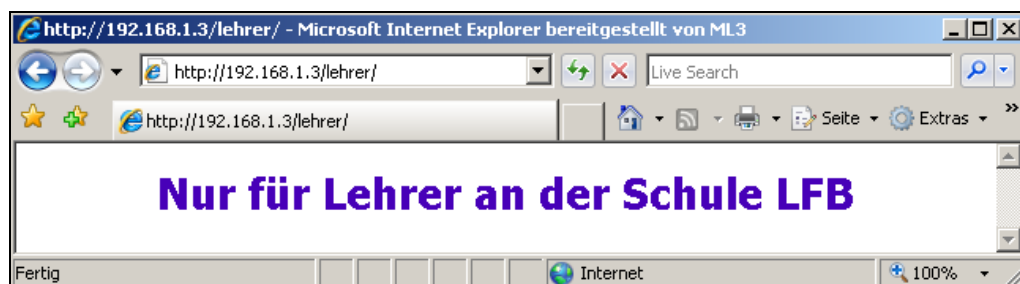 http://192.168.1.3/lehrer/ - Microsoft Internet Explorer bereitgestellt von ML3
http://192.168.1.3/lehrer/ Live Search
http://192.168.1.3/lehrer/ Seite Extras »
Nur für Lehrer an der Schule LFB
Fertig Internet 100%